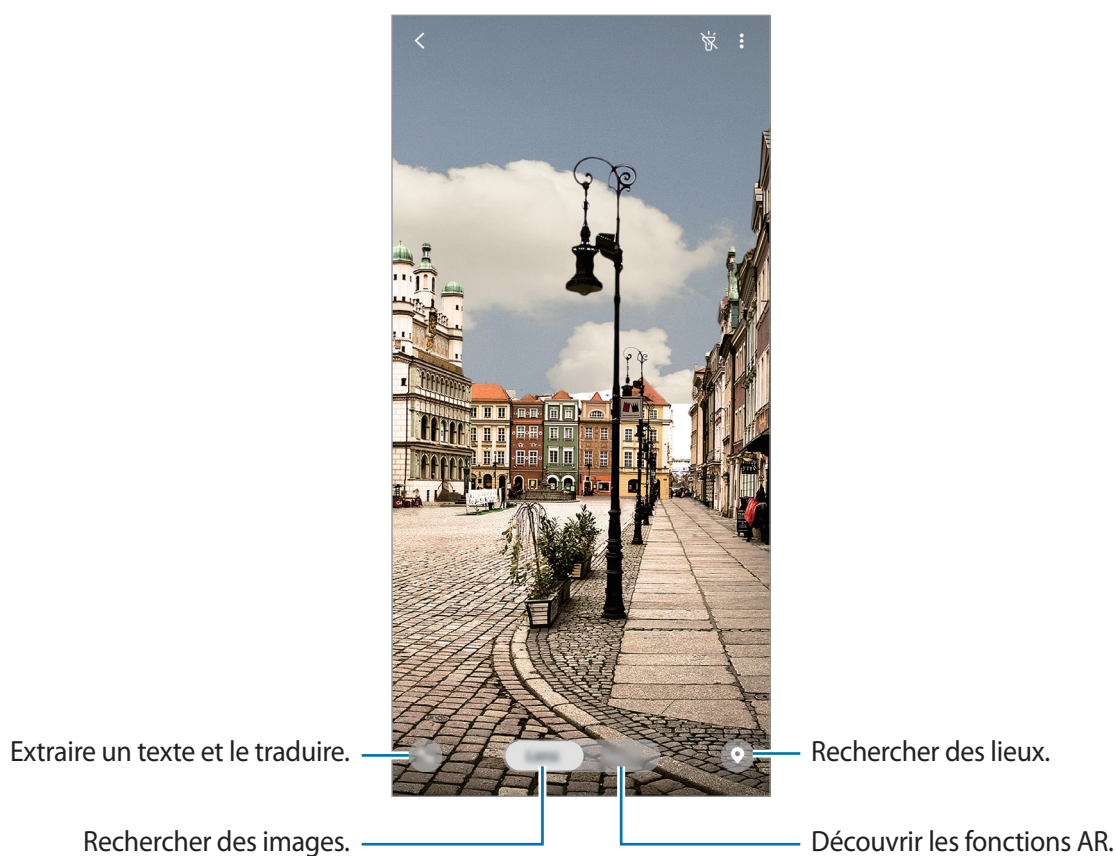 Extraire un texte et le traduire.
Rechercher des lieux.
Rechercher des images.
Découvrir les fonctions AR.